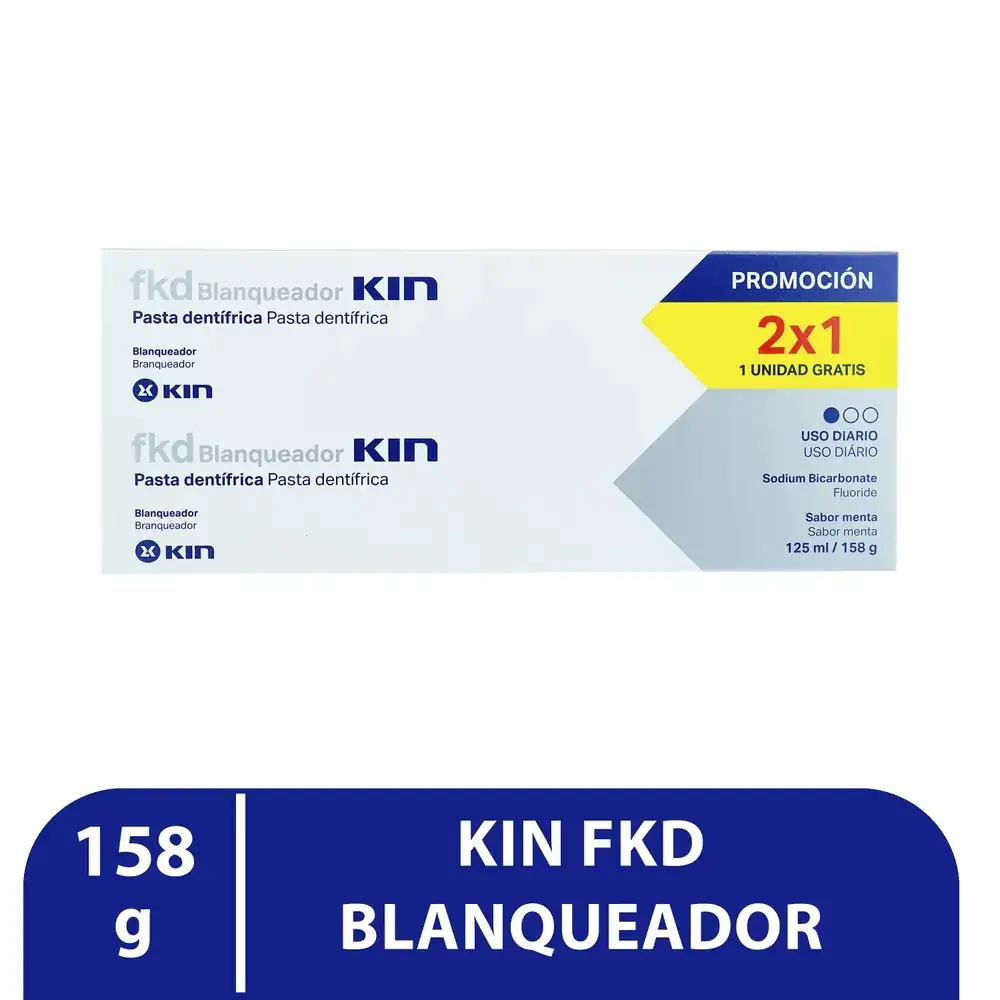 fkd Blanqueador KIN
Pasta dentífrica Pasta dentífrica
Blanqueador
Branqueador
KIN
fkd Blanqueador KIN
Pasta dentífrica Pasta dentífrica
Blanqueador
Branqueador
KIN
PROMOCIÓN
2x1
1 UNIDAD GRATIS
USO DIARIO
USO DIÁRIO
Sodium Bicarbonate
Fluoride
Sabor menta
Sabor menta
125 ml / 158 g
158
g
KIN FKD
BLANQUEADOR